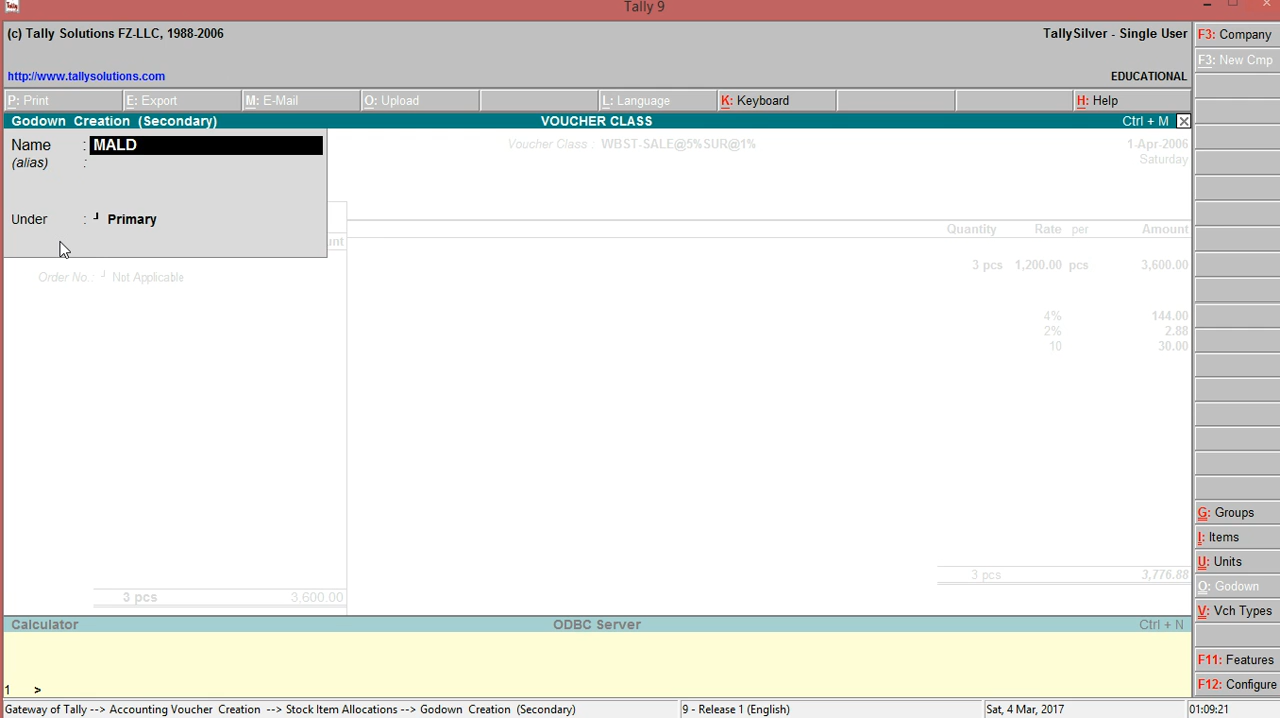 Tally 9
(c) Tally Solutions FZ-LLC, 1988-2006
TallySilver - Single User
http://www.tallysolutions.com
EDUCATIONAL
P: Print
E: Export
M: E-Mail
O: Upload
L: Language
K: Keyboard
H: Help
Godown Creation (Secondary)
VOUCHER CLASS
Ctrl + M
Name : MALD
(alias) :
Under : Primary
Voucher Class : WBST-SALE@5%SUR@1%
1-Apr-2006
Saturday
Quantity Rate per Amount
3 pcs 1,200.00 pcs 3,600.00
Order No.: Not Applicable
4% 144.00
2% 2.88
10 30.00
3 pcs 3,776.88
3 pcs 3,600.00
Calculator
ODBC Server
Ctrl + N
1 >
Gateway of Tally --> Accounting Voucher Creation --> Stock Item Allocations --> Godown Creation (Secondary)
9 - Release 1 (English)
Sat, 4 Mar, 2017
01:09:21
F3: Company
F3: New Cmp
G: Groups
I: Items
U: Units
O: Godown
V: Vch Types
F11: Features
F12: Configure